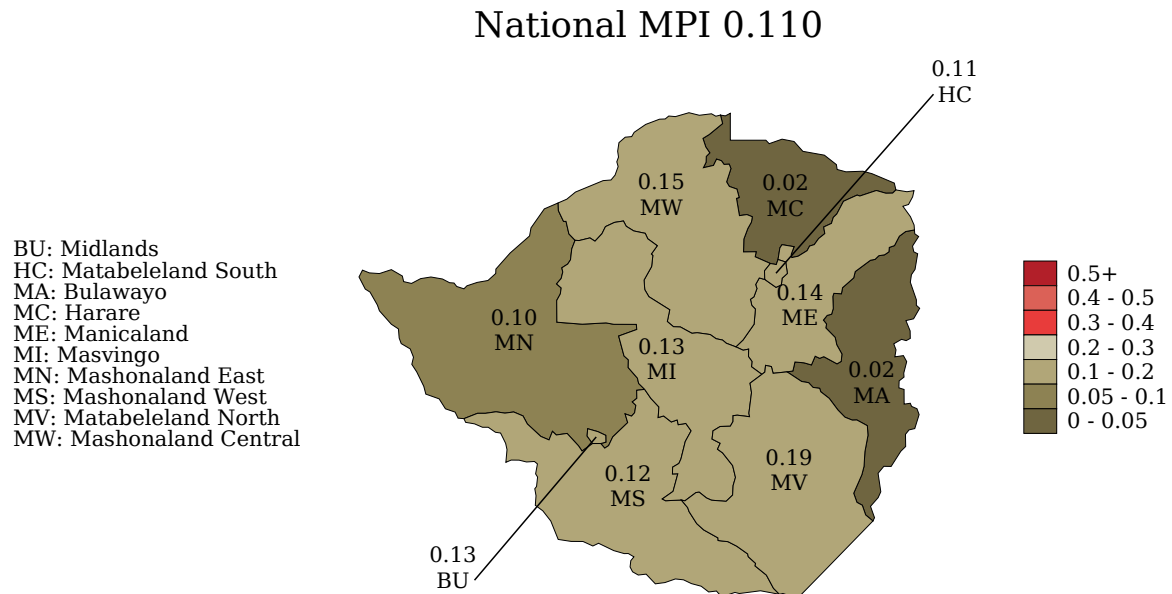 National MPI 0.110
0.11
HC
0.15
MW
0.02
MC
BU: Midlands
HC: Matabeleland South
MA: Bulawayo
MC: Harare
ME: Manicaland
MI: Masvingo
MN: Mashonaland East
MS: Mashonaland West
MV: Matabeleland North
MW: Mashonaland Central
0.10
MN
0.14
ME
0.13
MI
0.02
MA
0.12
MS
0.19
MV
0.13
BU
0.5+
0.4 - 0.5
0.3 - 0.4
0.2 - 0.3
0.1 - 0.2
0.05 - 0.1
0 - 0.05